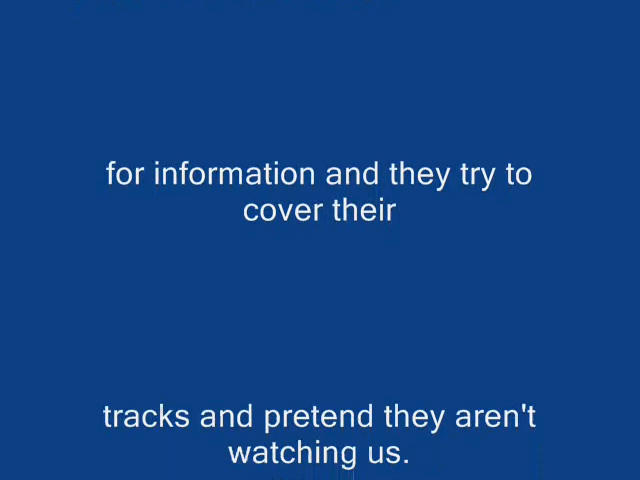 for information and they try to
cover their
tracks and pretend they aren't
watching us.